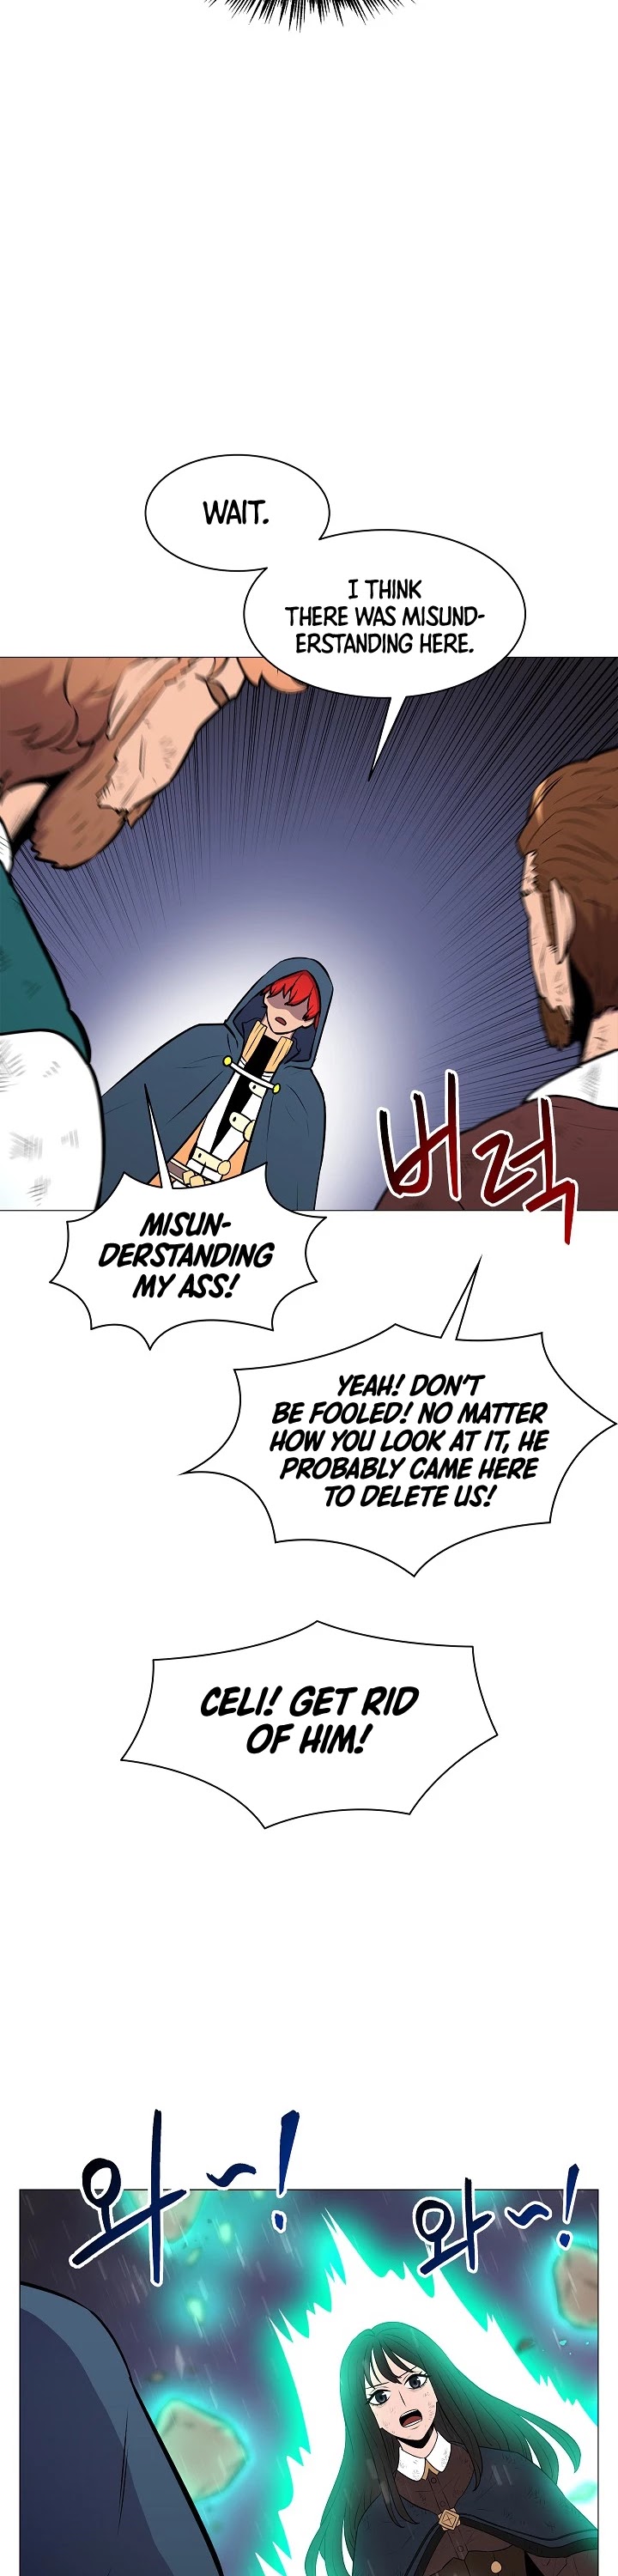 WAIT.
I THINK
THERE WAS MISUND-
ERSTANDING HERE.
버럭
MISUN-
DERSTANDING
MY ASS!
YEAH! DON'T
BE FOOLED! NO MATTER
HOW YOU LOOK AT IT, HE
PROBABLY CAME HERE
TO DELETE US!
CELI! GET RID
OF HIM!
와~!
와~!